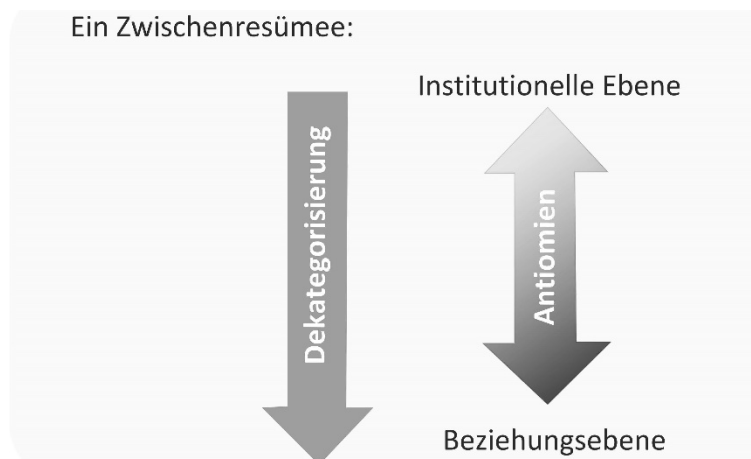 Ein Zwischenresümee:
Institutionelle Ebene
Dekategorisierung
Antiomien
Beziehungsebene